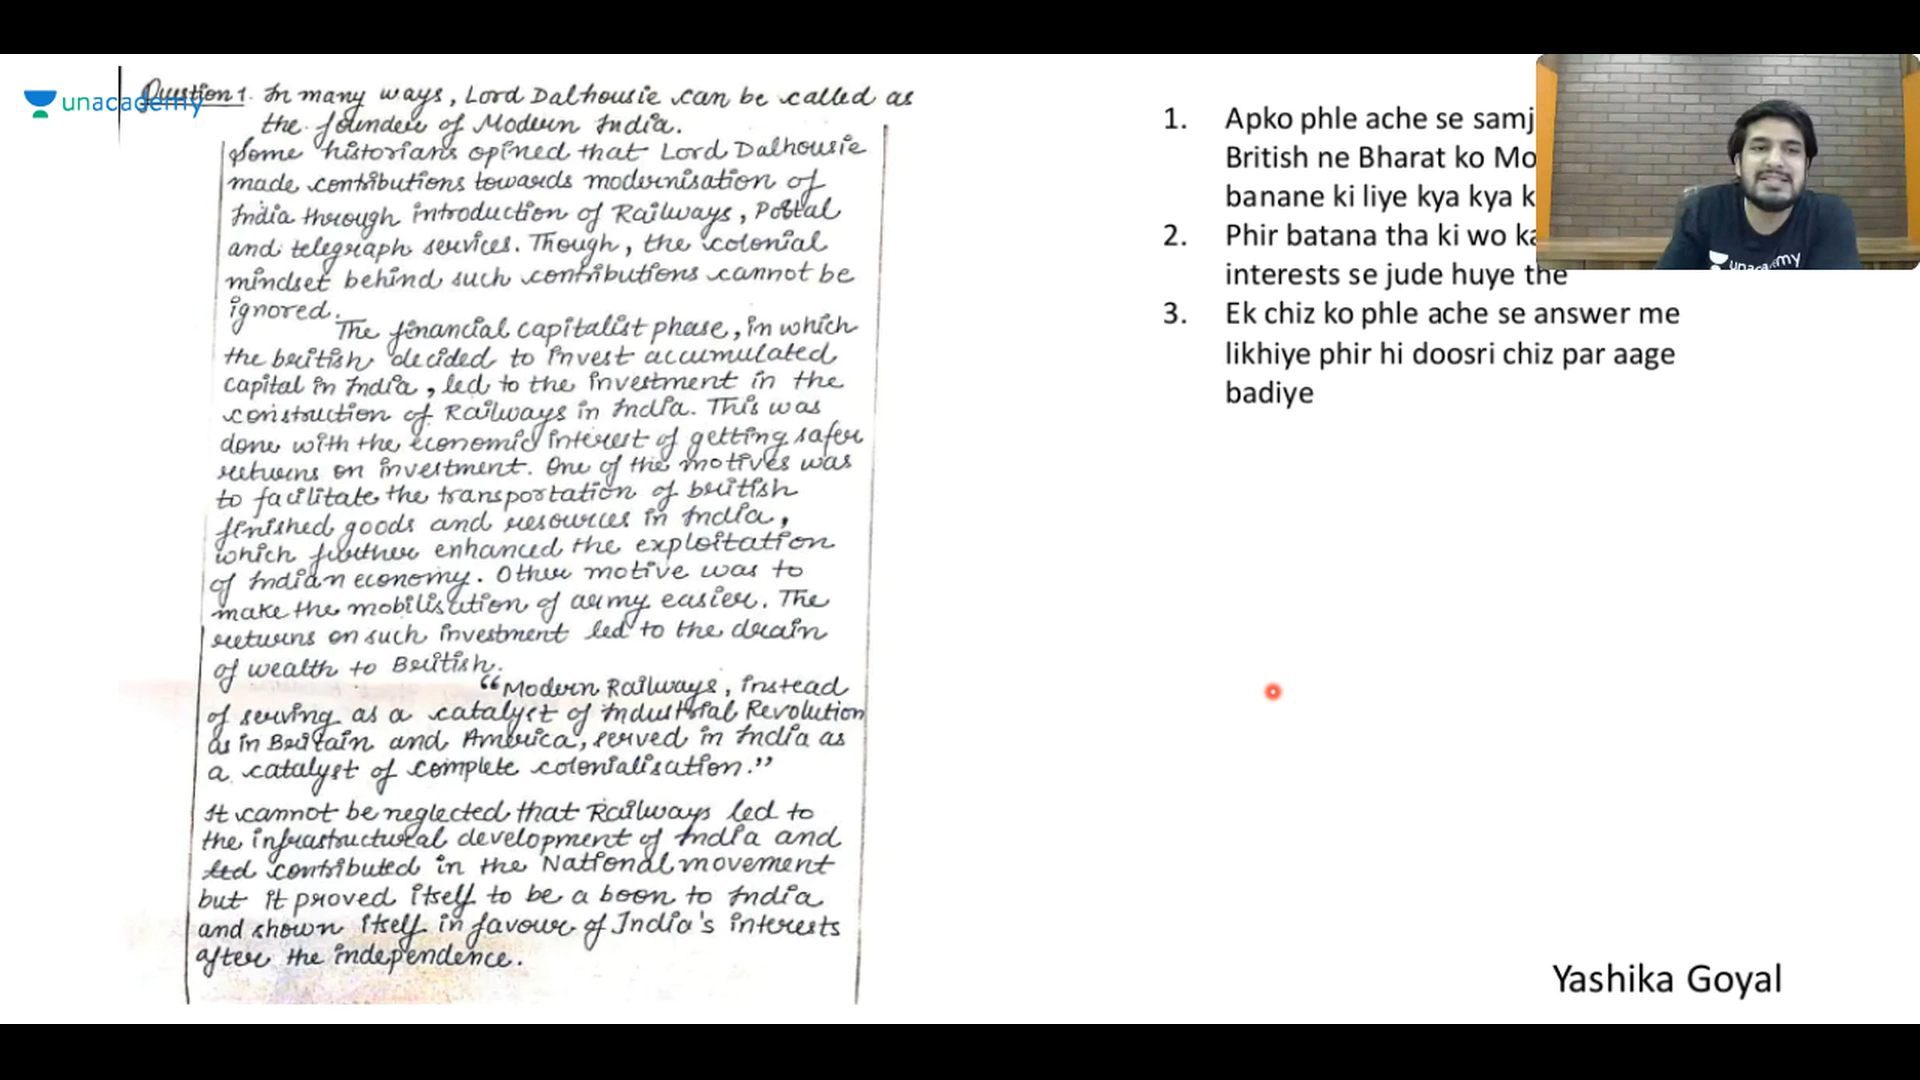 unacademy
Question 1. In many ways, Lord Dalhousie can be called as
the founder of Modern India.
Some historians opined that Lord Dalhousie
made contributions towards modernisation of
India through introduction of Railways, Postal
and telegraph services. Though, the colonial
mindset behind such contributions cannot be
ignored.
The financial capitalist phase, in which
the british decided to invest accumulated
capital in India, led to the investment in the
construction of Railways in India. This was
done with the economic interest of getting safer
returns on investment. One of the motives was
to facilitate the transportation of british
finished goods and resources in India,
which further enhanced the exploitation
of Indian economy. Other motive was to
make the mobilisation of army easier. The
returns on such investment led to the drain
of wealth to British.
“Modern Railways, instead
of serving as a catalyst of Industrial Revolution
as in Britain and America, served in India as
a catalyst of complete colonialisation.”
It cannot be neglected that Railways led to
the infrastructural development of India and
led contributed in the National movement
but it proved itself to be a boon to India
and shown itself in favour of India's interests
after the independence.
1. Apko phle ache se samj
British ne Bharat ko Mo
banane ki liye kya kya k
2. Phir batana tha ki wo ka
interests se jude huye the
3. Ek chiz ko phle ache se answer me
likhiye phir hi doosri chiz par aage
badiye
unacademy
Yashika Goyal